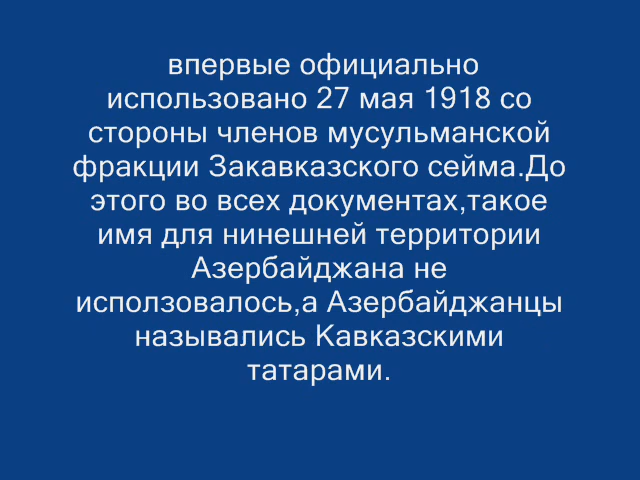 впервые официально
использовано 27 мая 1918 со
стороны членов мусульманской
фракции Закавказского сейма.До
этого во всех документах,такое
имя для нинешней территории
Азербайджана не
исползовалось,а Азербайджанцы
назывались Кавказскими
татарами.